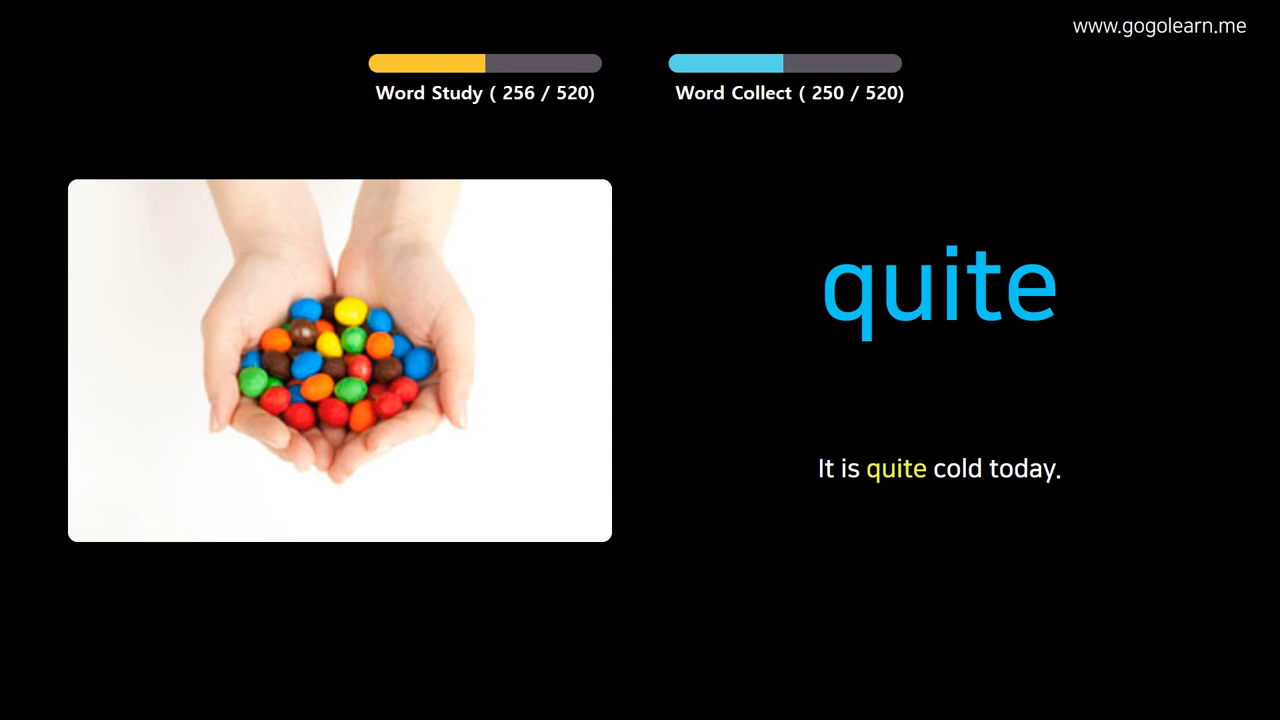 www.gogolearn.me
Word Study ( 256 / 520)
Word Collect ( 250 / 520)
quite
It is quite cold today.